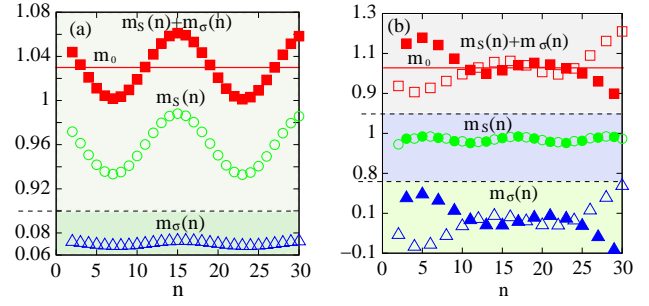 (a)
m_S(n)+m_σ(n)
1.08
1.04
m_0
1
m_S(n)
0.96
0.92
m_σ(n)
0.08
0.06
0 5 10 15 20 25 30
n
(b)
1.3
m_S(n)+m_σ(n)
1.1
m_0
0.9
1
m_S(n)
0.8
m_σ(n)
0.1
−0.1
0 5 10 15 20 25 30
n